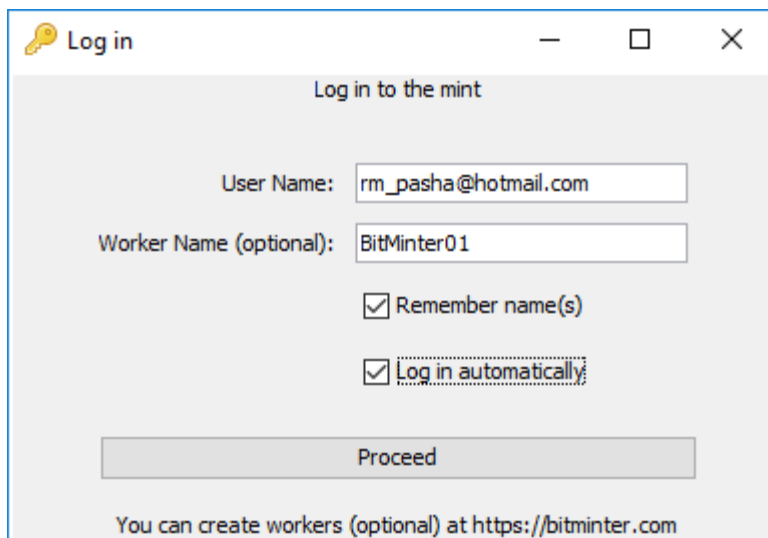 Log in
Log in to the mint
User Name: rm_pasha@hotmail.com
Worker Name (optional): BitMinter01
Remember name(s)
Log in automatically
Proceed
You can create workers (optional) at https://bitminter.com